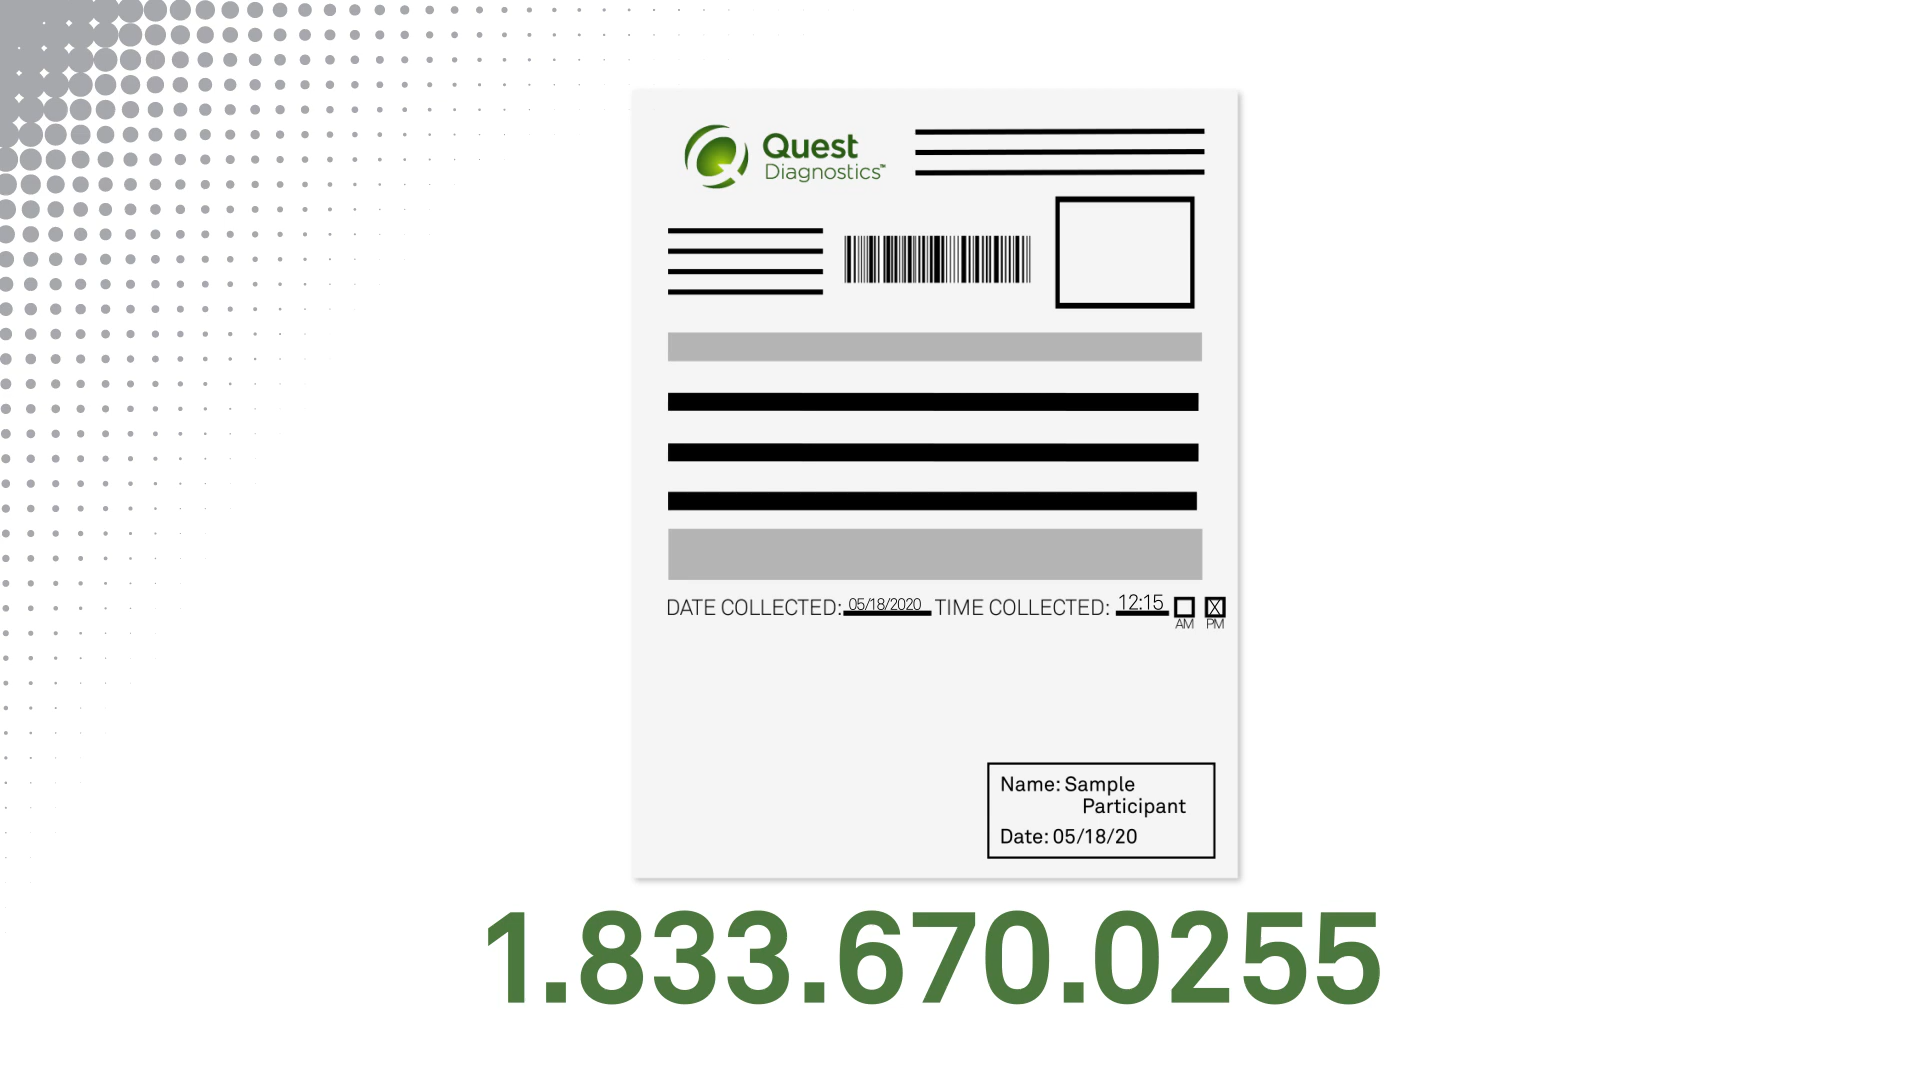 Quest
Diagnostics™
DATE COLLECTED: 05/18/2020 TIME COLLECTED: 12:15
AM PM
Name: Sample
Participant
Date: 05/18/20
1.833.670.0255